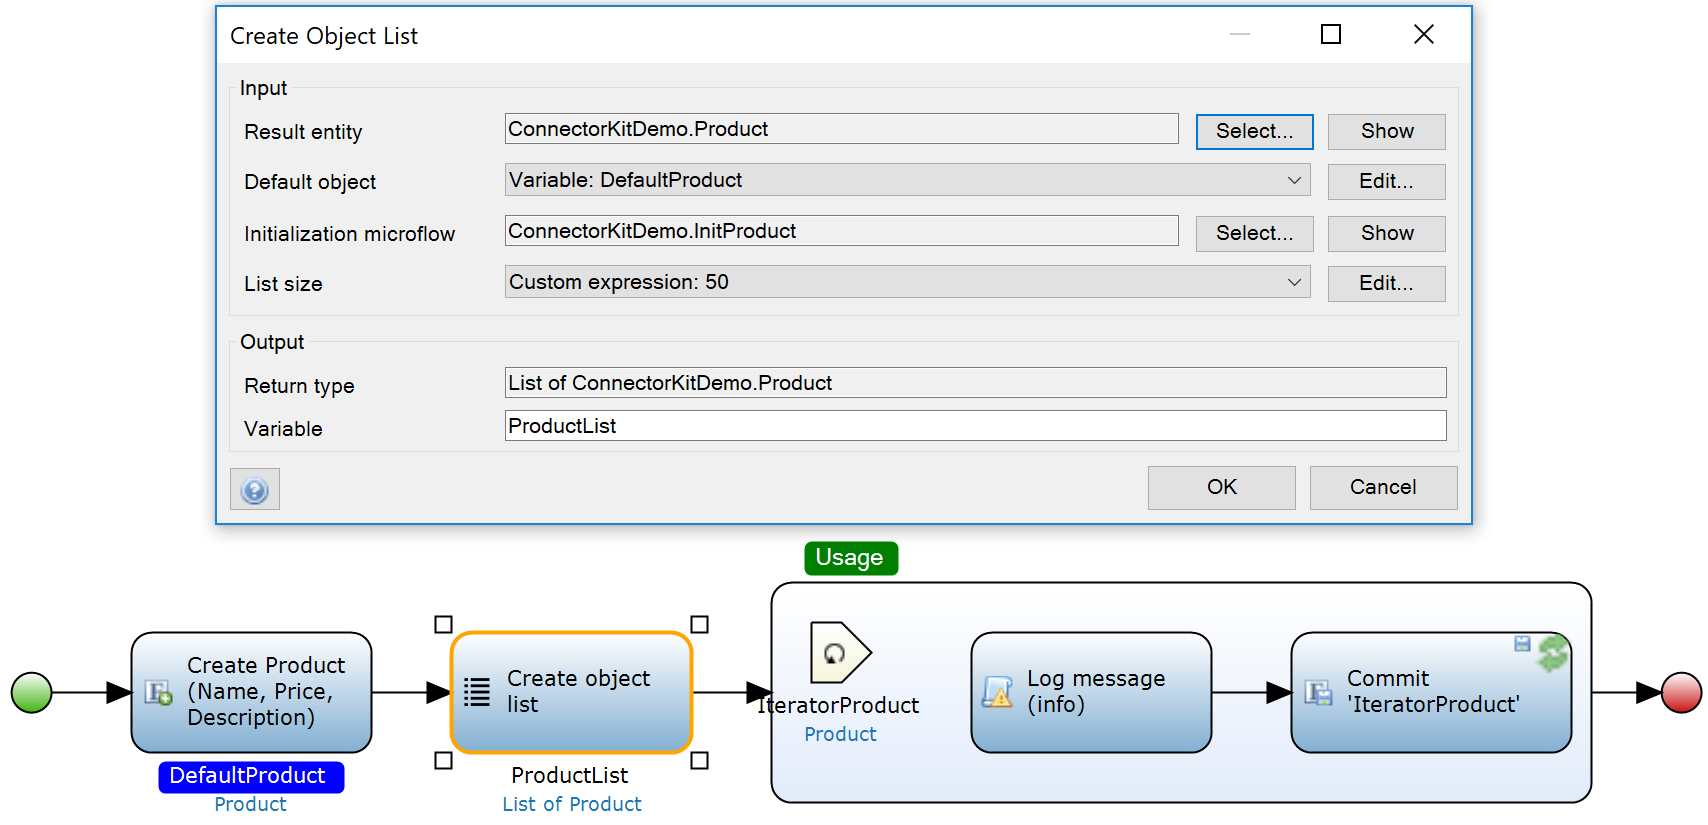 Create Object List
Input
Result entity
ConnectorKitDemo.Product
Select...
Show
Default object
Variable: DefaultProduct
Edit...
Initialization microflow
ConnectorKitDemo.InitProduct
Select...
Show
List size
Custom expression: 50
Edit...
Output
Return type
List of ConnectorKitDemo.Product
Variable
ProductList
OK
Cancel
Usage
Create Product
(Name, Price,
Description)
DefaultProduct
Product
Create object
list
ProductList
List of Product
IteratorProduct
Product
Log message
(info)
Commit
'IteratorProduct'